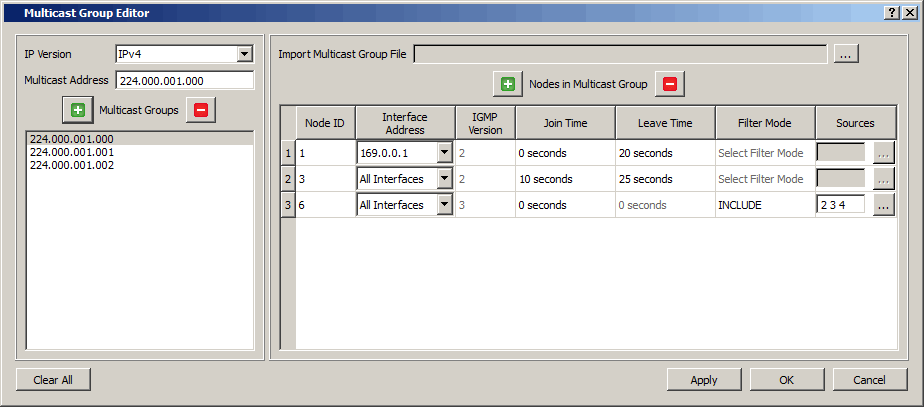 Multicast Group Editor
IP Version IPv4
Multicast Address 224.000.001.000
Multicast Groups
224.000.001.000
224.000.001.001
224.000.001.002
Import Multicast Group File ...
Nodes in Multicast Group
Node ID Interface Address IGMP Version Join Time Leave Time Filter Mode Sources
1 1 169.0.0.1 2 0 seconds 20 seconds Select Filter Mode ...
2 3 All Interfaces 2 10 seconds 25 seconds Select Filter Mode ...
3 6 All Interfaces 3 0 seconds 0 seconds INCLUDE 2 3 4 ...
Clear All Apply OK Cancel